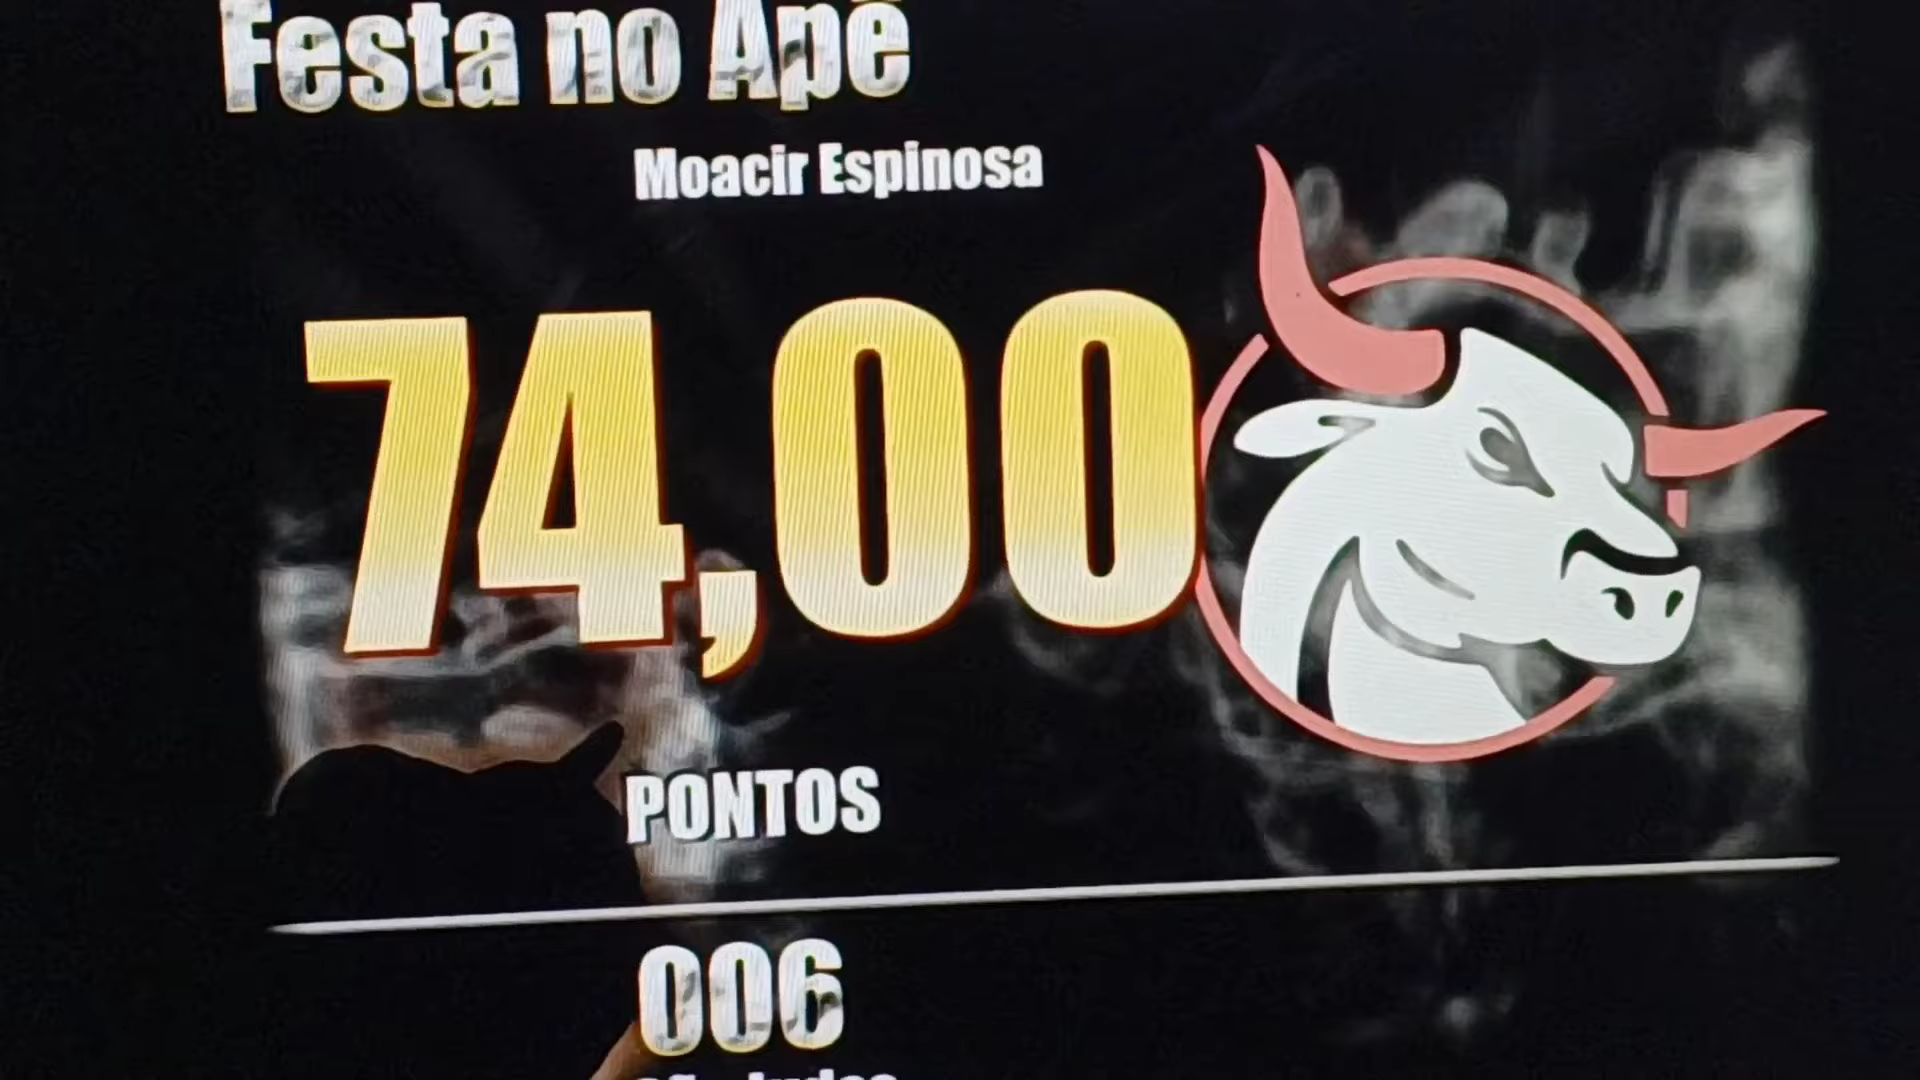 Festa no Apê
Moacir Espinosa
74,00
PONTOS
006